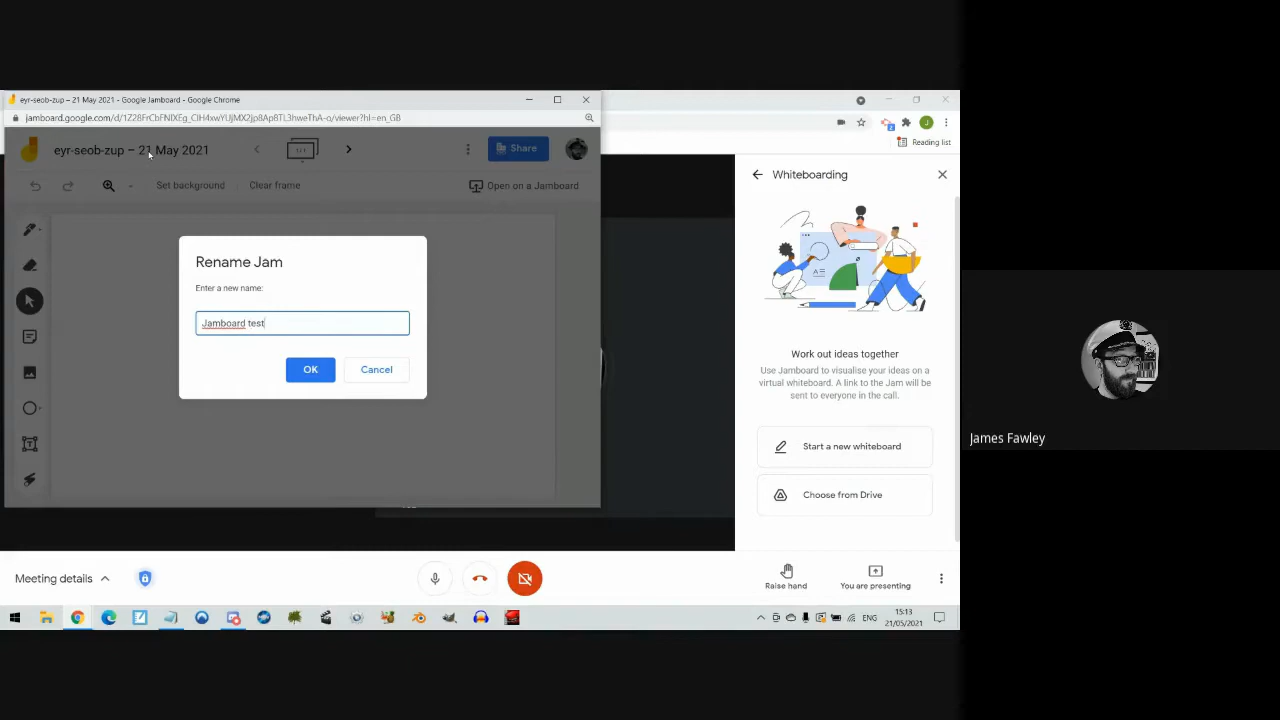 eyr-seob-zup – 21 May 2021 - Google Jamboard - Google Chrome
jamboard.google.com/d/1Z28FrCbFNIXEg_CIH4xwYUjMX2jp8Ap8TL3hweThA-o/viewer?hl=en_GB
eyr-seob-zup – 21 May 2021
Share
Set background
Clear frame
Open on a Jamboard
Rename Jam
Enter a new name:
Jamboard test
OK
Cancel
Reading list
Whiteboarding
Work out ideas together
Use Jamboard to visualise your ideas on a
virtual whiteboard. A link to the Jam will be
sent to everyone in the call.
Start a new whiteboard
Choose from Drive
James Fawley
Meeting details
Raise hand
You are presenting
ENG
15:13
21/05/2021